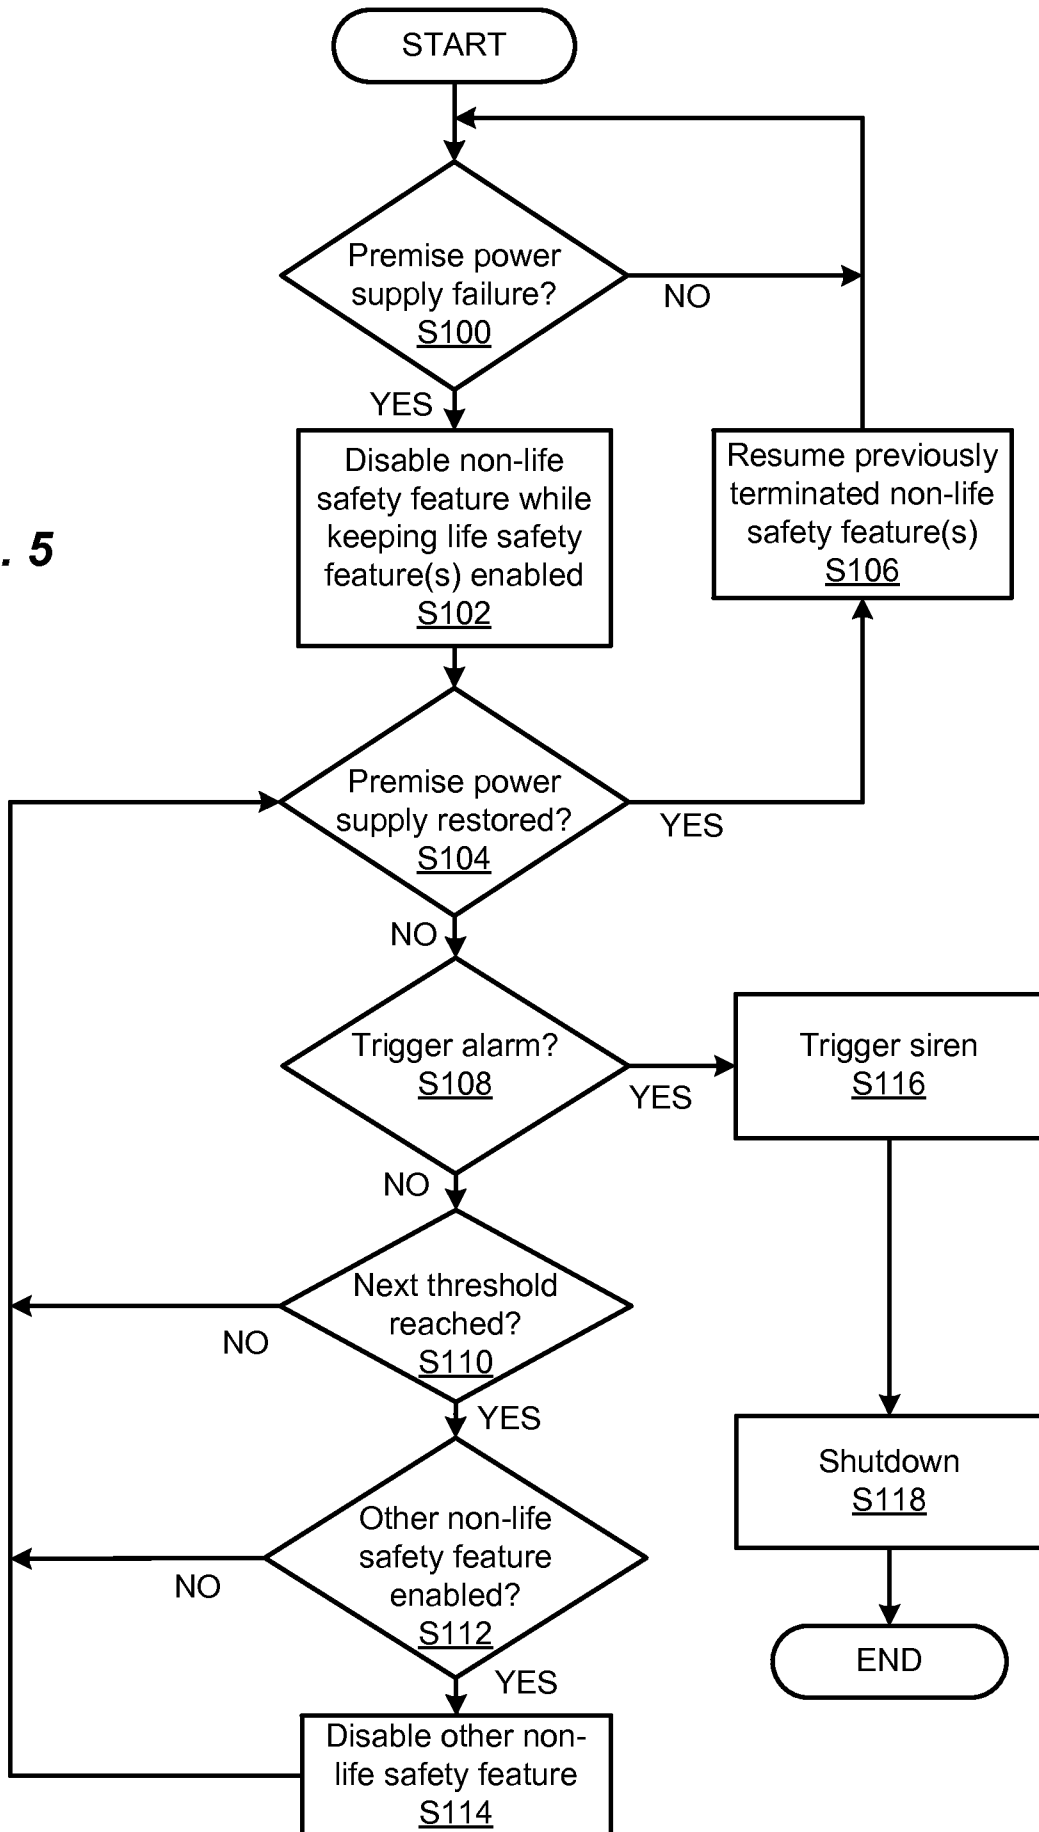 START
Premise power
supply failure?
S100
NO
YES
Disable non-life
safety feature while
keeping life safety
feature(s) enabled
S102
Resume previously
terminated non-life
safety feature(s)
S106
. 5
Premise power
supply restored?
S104
YES
NO
Trigger alarm?
S108
YES
Trigger siren
S116
NO
Next threshold
reached?
S110
NO
YES
Other non-life
safety feature
enabled?
S112
NO
YES
Shutdown
S118
END
Disable other non-
life safety feature
S114